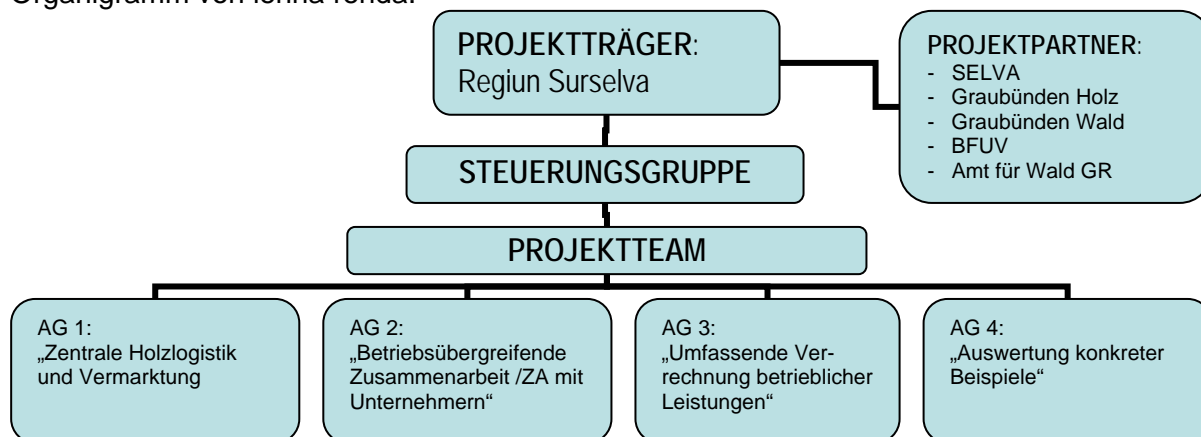 PROJEKTTRÄGER:
Regiun Surselva
PROJEKTPARTNER:
- SELVA
- Graubünden Holz
- Graubünden Wald
- BFUV
- Amt für Wald GR
STEUERUNGSGRUPPE
PROJEKTTEAM
AG 1:
„Zentrale Holzlogistik
und Vermarktung
AG 2:
„Betriebsübergreifende
Zusammenarbeit /ZA mit
Unternehmern“
AG 3:
„Umfassende Ver-
rechnung betrieblicher
Leistungen“
AG 4:
„Auswertung konkreter
Beispiele“